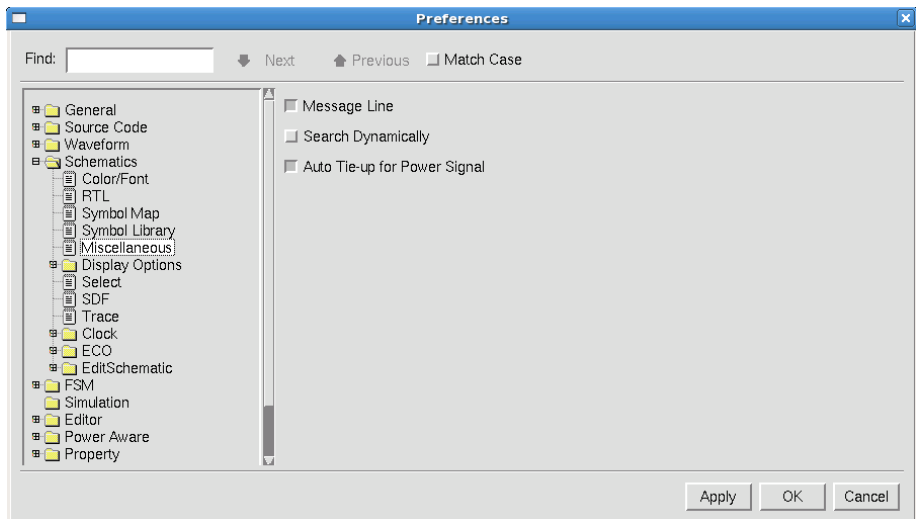 Preferences
Find: Next Previous Match Case
General
Source Code
Waveform
Schematics
Color/Font
RTL
Symbol Map
Symbol Library
Miscellaneous
Display Options
Select
SDF
Trace
Clock
ECO
EditSchematic
FSM
Simulation
Editor
Power Aware
Property
Message Line
Search Dynamically
Auto Tie-up for Power Signal
Apply OK Cancel